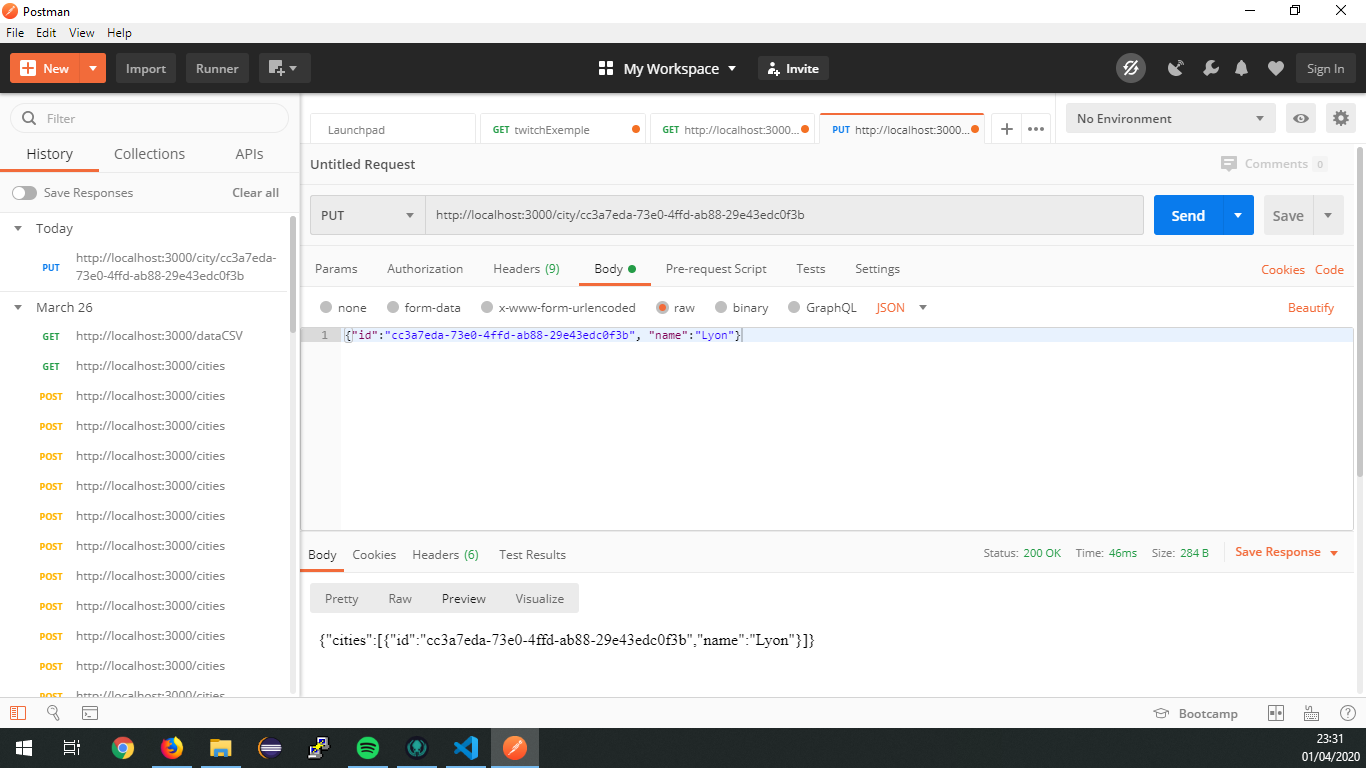 Postman
File Edit View Help
New Import Runner My Workspace Invite Sign In
Filter
History Collections APIs
Save Responses Clear all
Today
PUT http://localhost:3000/city/cc3a7eda-
73e0-4ffd-ab88-29e43edc0f3b
March 26
GET http://localhost:3000/dataCSV
GET http://localhost:3000/cities
POST http://localhost:3000/cities
POST http://localhost:3000/cities
POST http://localhost:3000/cities
POST http://localhost:3000/cities
POST http://localhost:3000/cities
POST http://localhost:3000/cities
POST http://localhost:3000/cities
POST http://localhost:3000/cities
POST http://localhost:3000/cities
POST http://localhost:3000/cities
POST http://localhost:3000/cities
Launchpad GET twitchExemple GET http://localhost:3000... PUT http://localhost:3000... No Environment
Untitled Request Comments 0
PUT http://localhost:3000/city/cc3a7eda-73e0-4ffd-ab88-29e43edc0f3b Send Save
Params Authorization Headers (9) Body Pre-request Script Tests Settings Cookies Code
none form-data x-www-form-urlencoded raw binary GraphQL JSON Beautify
1 {"id":"cc3a7eda-73e0-4ffd-ab88-29e43edc0f3b", "name":"Lyon"}
Body Cookies Headers (6) Test Results Status: 200 OK Time: 46ms Size: 284 B Save Response
Pretty Raw Preview Visualize
{"cities":[{"id":"cc3a7eda-73e0-4ffd-ab88-29e43edc0f3b","name":"Lyon"}]}
Bootcamp
23:31
01/04/2020